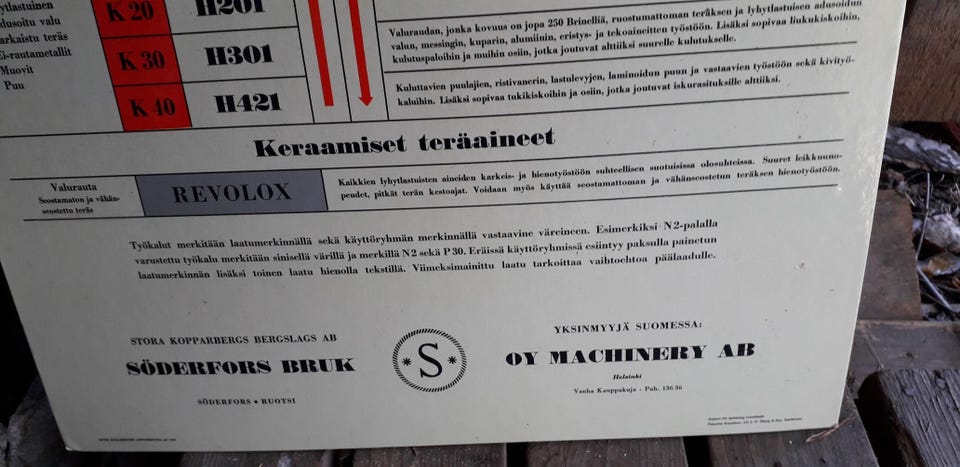 lyhytlastuinen
adusoitu valu
karkaistu teräs
Ei-rautametallit
Muovit
Puu
K 20
H201
K 30
H301
K 40
H421
Valuraudan, jonka kovuus on jopa 250 Brinelliä, ruostumattoman teräksen ja lyhytlastuisen adusoidun
valun, messingin, kuparin, alumiinin, eristys- ja tekoaineitten työstöön. Lisäksi sopivaa liukukiskoihin,
kulutuspaloihin ja muihin osiin, jotka joutuvat alttiiksi suurelle kulutukselle.
Kuluttavien puulajien, ristivanerin, lastulevyjen, laminoidun puun ja vastaavien työstöön sekä kivityö-
kaluihin. Lisäksi sopivaa tukikiskoihin ja osiin, jotka joutuvat iskurasituksille alttiiksi.
Keraamiset teräaineet
Valurauta
Seostamaton ja vähän-
seostettu teräs
REVOLOX
Kaikkien lyhytlastuisten aineiden karkeis- ja hienotyöstöön suhteellisen suotuisissa olosuhteissa. Suuret leikkuuno-
peudet, pitkät terän kestoajat. Voidaan myös käyttää seostamattoman ja vähänseostetun teräksen hienotyöstöön.
Työkalut merkitään laatumerkinnällä sekä käyttöryhmän merkinnällä vastaavine väreineen. Esimerkiksi N2-palalla
varustettu työkalu merkitään sinisellä värillä ja merkillä N2 sekä P30. Eräissä käyttöryhmissä esiintyy paksulla painetun
laatumerkinnän lisäksi toinen laatu hienolla tekstillä. Viimeksimainittu laatu tarkoittaa vaihtoehtoa päälaadulle.
STORA KOPPARBERGS BERGSLAGS AB
SÖDERFORS BRUK
SÖDERFORS • RUOTSI
S
YKSINMYYJÄ SUOMESSA:
OY MACHINERY AB
Helsinki
Vanha Kauppakuja - Puh. 13636